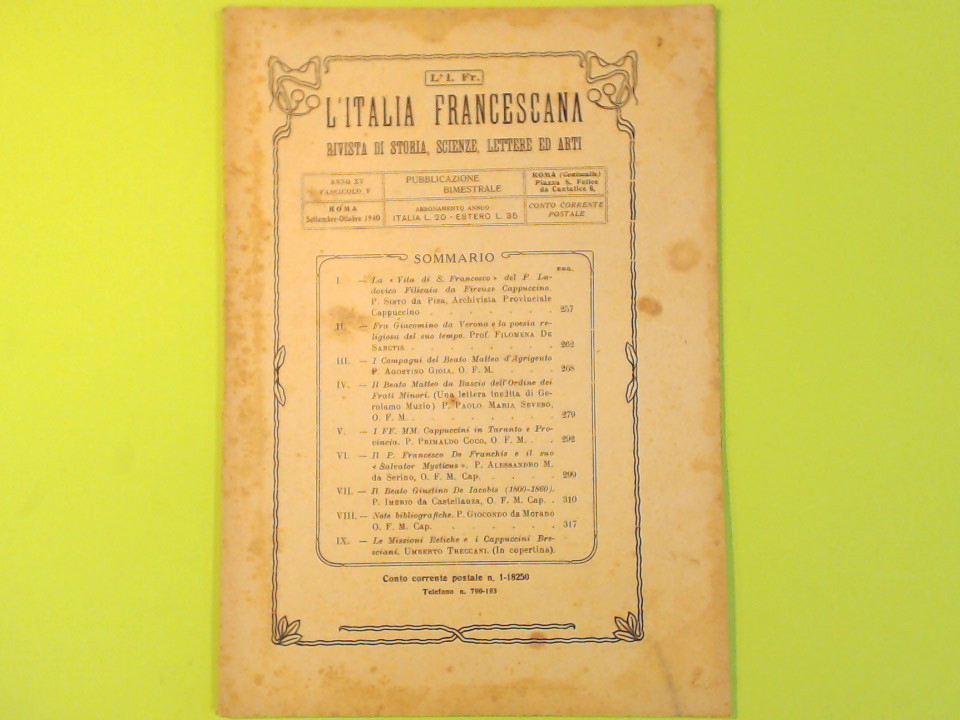 L'I. Fr.
L'ITALIA FRANCESCANA
RIVISTA DI STORIA, SCIENZE, LETTERE ED ARTI
ANNO XV
FASCICOLO V
PUBBLICAZIONE
BIMESTRALE
ROMA (Centocelle)
Piazza S. Felice
da Cantalice 6.
ROMA
Settembre-Ottobre 1940
ABBONAMENTO ANNUO
ITALIA L. 20 - ESTERO L. 35
CONTO CORRENTE
POSTALE
SOMMARIO
PAG.
I. — La « Vita di S. Francesco » del P. Lu-
dovico Filicaia da Firenze Cappuccino.
P. SISTO da Pisa, Archivista Provinciale
Cappuccino . . . . . . . 257
II. — Fra Giacomino da Verona e la poesia re-
ligiosa del suo tempo. Prof. FILOMENA DE
SANCTIS . . . . . . . . 262
III. — I Compagni del Beato Matteo d'Agrigento
P. AGOSTINO GIOIA, O. F. M. . . . 268
IV. — Il Beato Matteo da Bascio dell'Ordine dei
Frati Minori. (Una lettera inedita di Ge-
rolamo Muzio) P. PAOLO MARIA SEVESO,
O. F. M. . . . . . . . 279
V. — I FF. MM. Cappuccini in Taranto e Pro-
vincia. P. PRIMALDO COCO, O. F. M. . . 292
VI. — Il P. Francesco De Franchis e il suo
« Salvator Mysticus ». P. ALESSANDRO M.
da Serino, O. F. M. Cap. . . . . 299
VII. — Il Beato Giustino De Iacobis (1800-1860).
P. IMERIO da Castellanza, O. F. M. Cap. . 310
VIII. — Note bibliografiche. P. GIOCONDO da Morano
O. F. M. Cap. . . . . . . 317
IX. — Le Missioni Retiche e i Cappuccini Bre-
sciani. UMBERTO TRECCANI. (In copertina).
Conto corrente postale n. 1-18250
Telefono n. 790-183